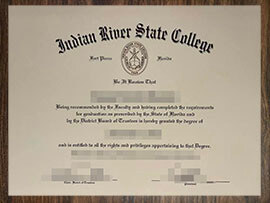 Indian River State College
Fort Pierce Florida
Be It Known That
Having been recommended by the Faculty and having completed the requirements
for graduation as prescribed by the State of Florida and
by the District Board of Trustees is hereby granted the degree of
and is entitled to all the rights and privileges appertaining to that Degree.